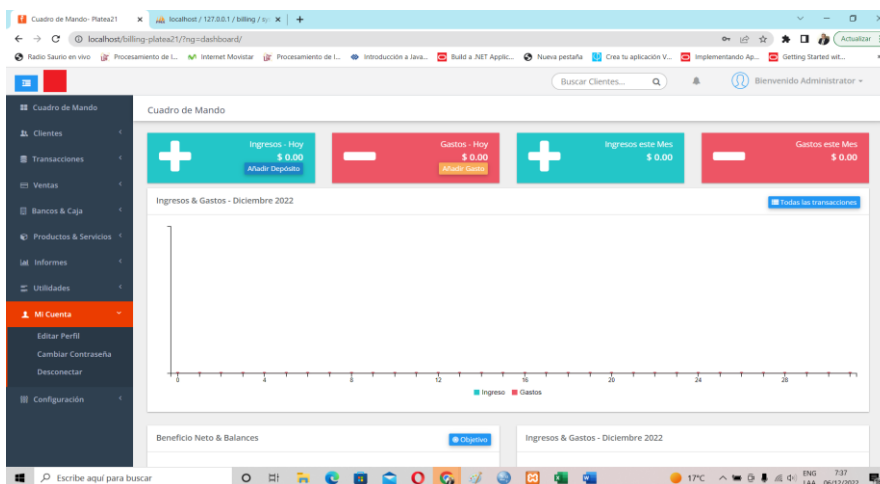 Cuadro de Mando- Platea21
localhost / 127.0.0.1 / billing / sy
localhost/billing-platea21/?ng=dashboard/
Actualizar
Radio Saurio en vivo Procesamiento de I... Internet Movistar Procesamiento de I... Introducción a Java... Build a .NET Applic... Nueva pestaña Crea tu aplicación V... Implementando Ap... Getting Started wit...
Buscar Clientes...
Bienvenido Administrator
Cuadro de Mando
Clientes
Transacciones
Ventas
Bancos & Caja
Productos & Servicios
Informes
Utilidades
Mi Cuenta
Editar Perfil
Cambiar Contraseña
Desconectar
Configuración
Cuadro de Mando
Ingresos - Hoy
$ 0.00
Añadir Depósito
Gastos - Hoy
$ 0.00
Añadir Gasto
Ingresos este Mes
$ 0.00
Gastos este Mes
$ 0.00
Ingresos & Gastos - Diciembre 2022
Todas las transacciones
0 4 8 12 16 20 24 28
Ingreso Gastos
Beneficio Neto & Balances
Objetivo
Ingresos & Gastos - Diciembre 2022
Escribe aquí para buscar
17°C
ENG
LAA
7:37
06/12/2022